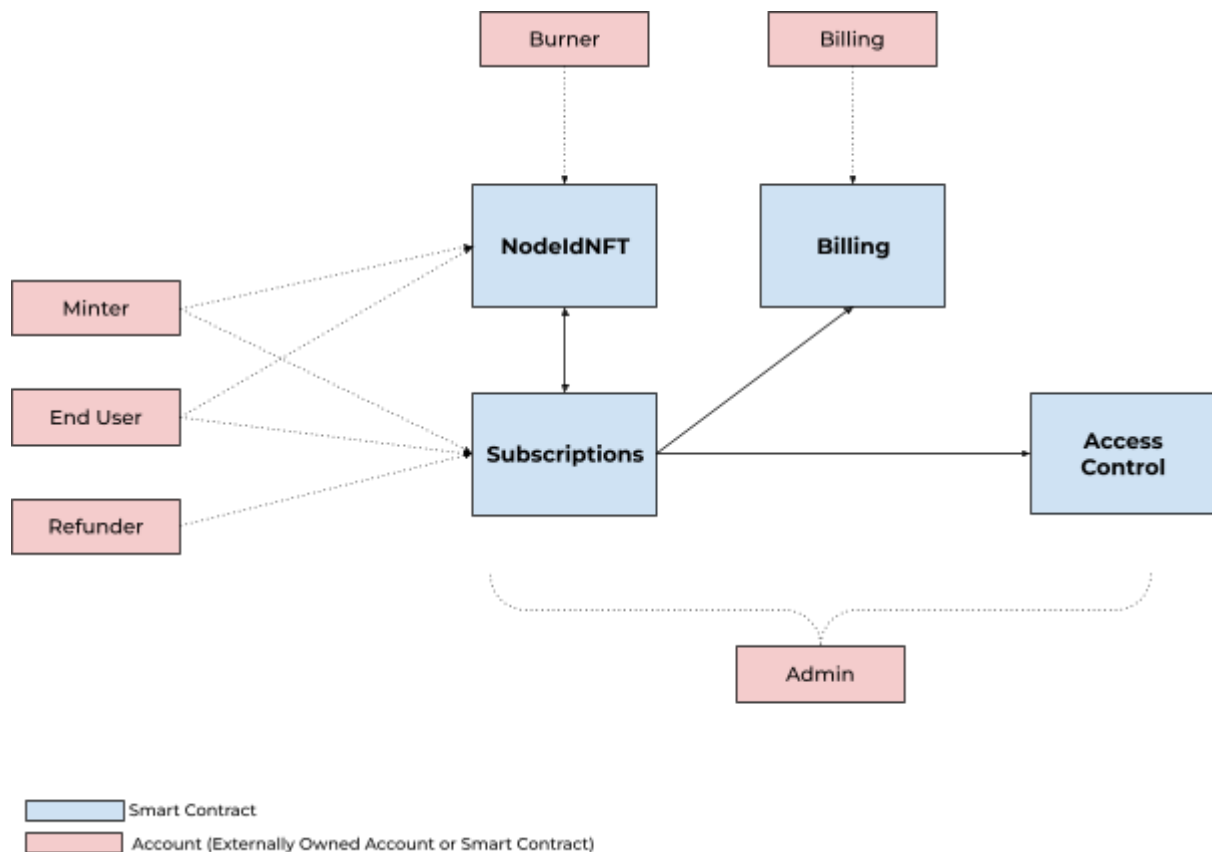 Burner
Billing
NodeIdNFT
Billing
Minter
End User
Subscriptions
Access
Control
Refunder
Admin
Smart Contract
Account (Externally Owned Account or Smart Contract)